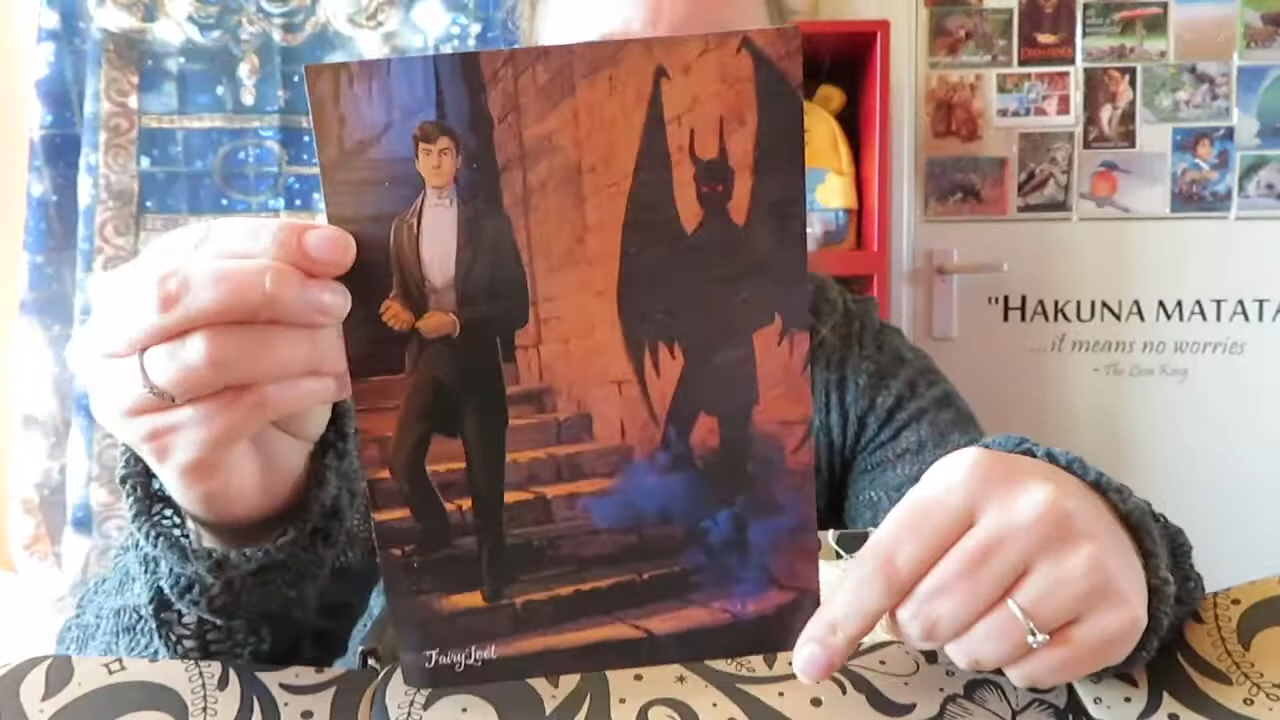 "HAKUNA MATATA
...it means no worries
- The Lion King
FairyLoot